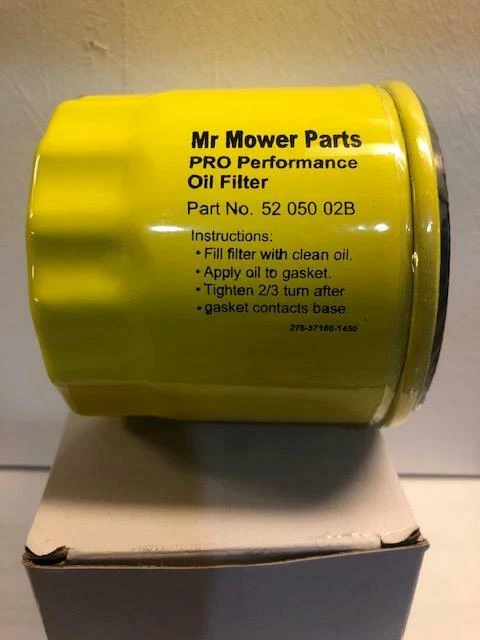 Mr Mower Parts
PRO Performance
Oil Filter
Part No. 52 050 02B
Instructions:
• Fill filter with clean oil.
• Apply oil to gasket.
• Tighten 2/3 turn after
• gasket contacts base.
276-37166-1450